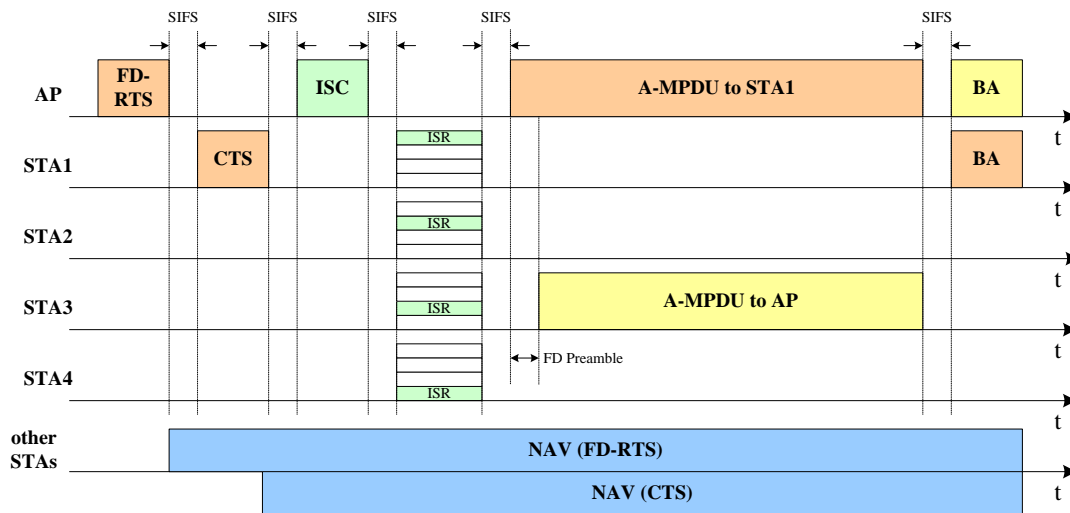 SIFS SIFS SIFS SIFS SIFS
AP FD-RTS ISC A-MPDU to STA1 BA
t
STA1 CTS ISR BA
t
STA2 ISR
t
STA3 ISR A-MPDU to AP
t
FD Preamble
STA4 ISR
t
other STAs NAV (FD-RTS)
NAV (CTS) t